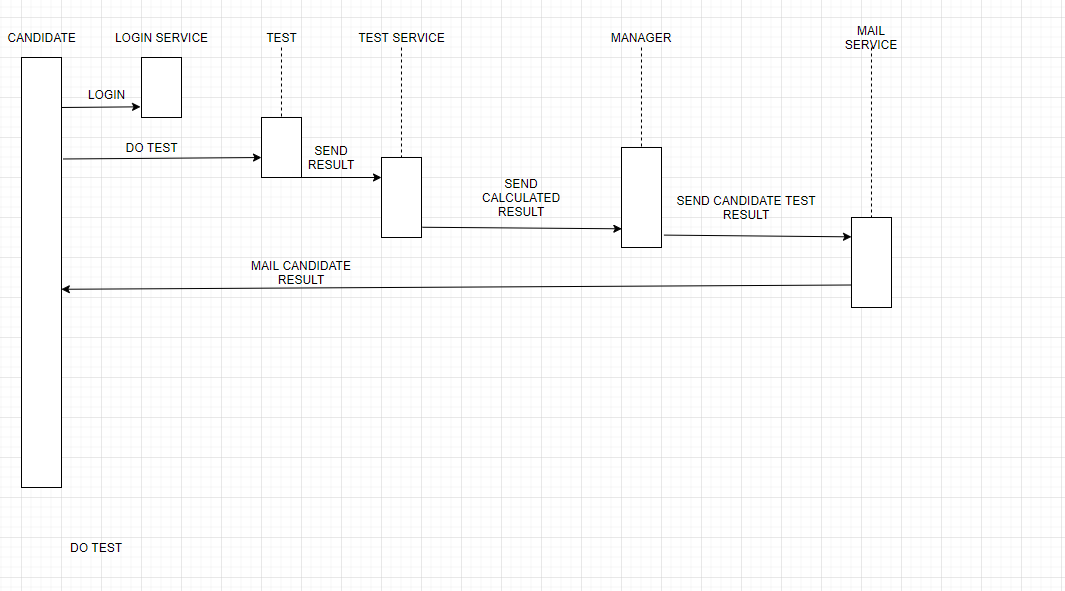 CANDIDATE
LOGIN SERVICE
TEST
TEST SERVICE
MANAGER
MAIL
SERVICE
LOGIN
DO TEST
SEND
RESULT
SEND
CALCULATED
RESULT
SEND CANDIDATE TEST
RESULT
MAIL CANDIDATE
RESULT
DO TEST